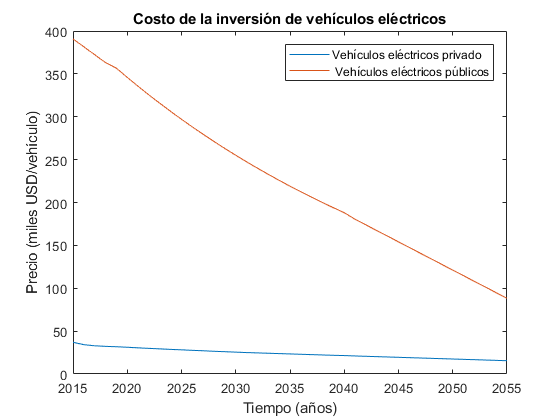 Costo de la inversión de vehículos eléctricos
Vehículos eléctricos privado
Vehículos eléctricos públicos
Precio (miles USD/vehículo)
400
350
300
250
200
150
100
50
0
2015 2020 2025 2030 2035 2040 2045 2050 2055
Tiempo (años)